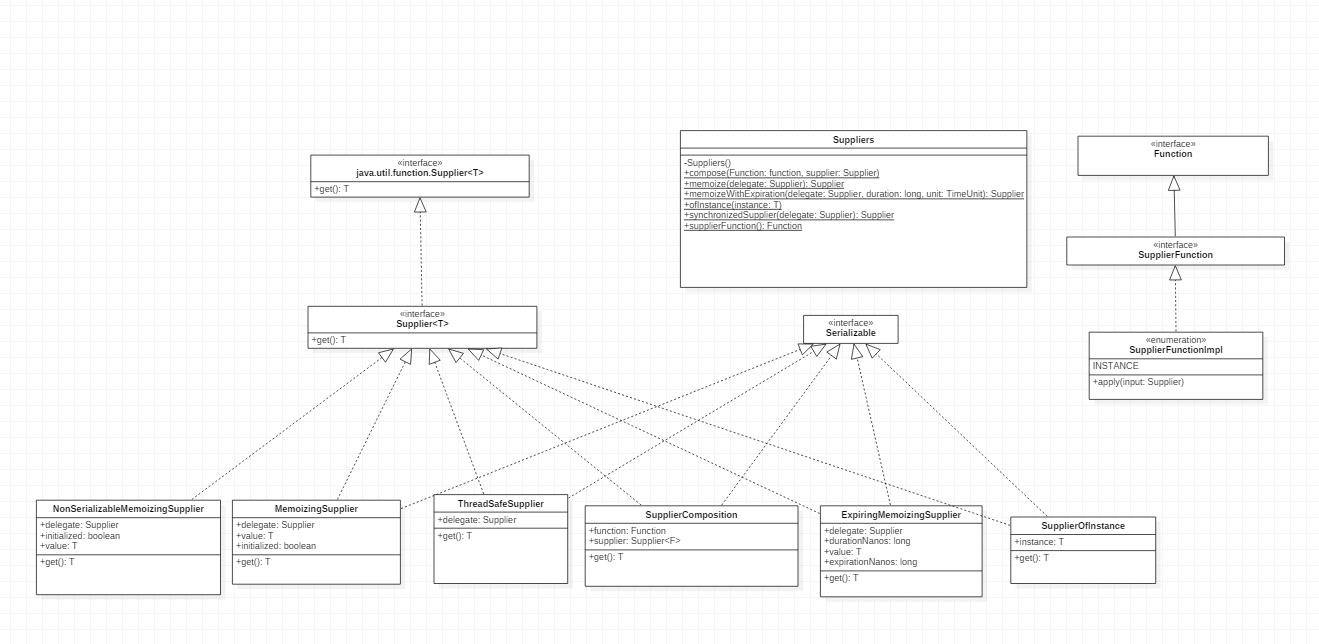 «interface»
java.util.function.Supplier<T>
+get(): T
Suppliers
-Suppliers()
+compose(Function: function, supplier: Supplier)
+memoize(delegate: Supplier): Supplier
+memoizeWithExpiration(delegate: Supplier, duration: long, unit: TimeUnit): Supplier
+ofInstance(instance: T)
+synchronizedSupplier(delegate: Supplier): Supplier
+supplierFunction(): Function
«interface»
Function
«interface»
SupplierFunction
«interface»
Supplier<T>
+get(): T
«interface»
Serializable
«enumeration»
SupplierFunctionImpl
INSTANCE
+apply(input: Supplier)
NonSerializableMemoizingSupplier
+delegate: Supplier
+initialized: boolean
+value: T
+get(): T
MemoizingSupplier
+delegate: Supplier
+value: T
+initialized: boolean
+get(): T
ThreadSafeSupplier
+delegate: Supplier
+get(): T
SupplierComposition
+function: Function
+supplier: Supplier<F>
+get(): T
ExpiringMemoizingSupplier
+delegate: Supplier
+durationNanos: long
+value: T
+expirationNanos: long
+get(): T
SupplierOfInstance
+instance: T
+get(): T